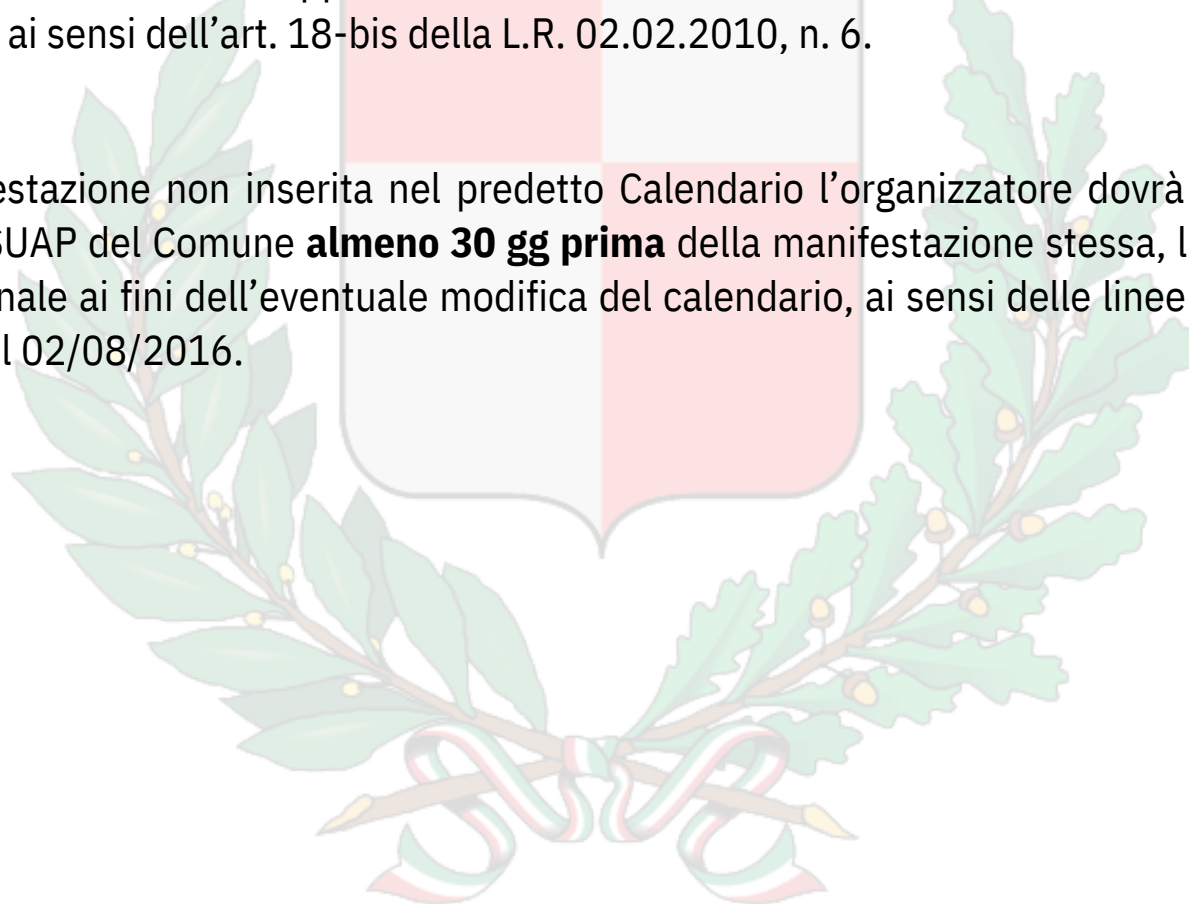 ai sensi dell’art. 18-bis della L.R. 02.02.2010, n. 6.
estazione non inserita nel predetto Calendario l’organizzatore dovrà
SUAP del Comune almeno 30 gg prima della manifestazione stessa, l
nale ai fini dell’eventuale modifica del calendario, ai sensi delle linee
l 02/08/2016.